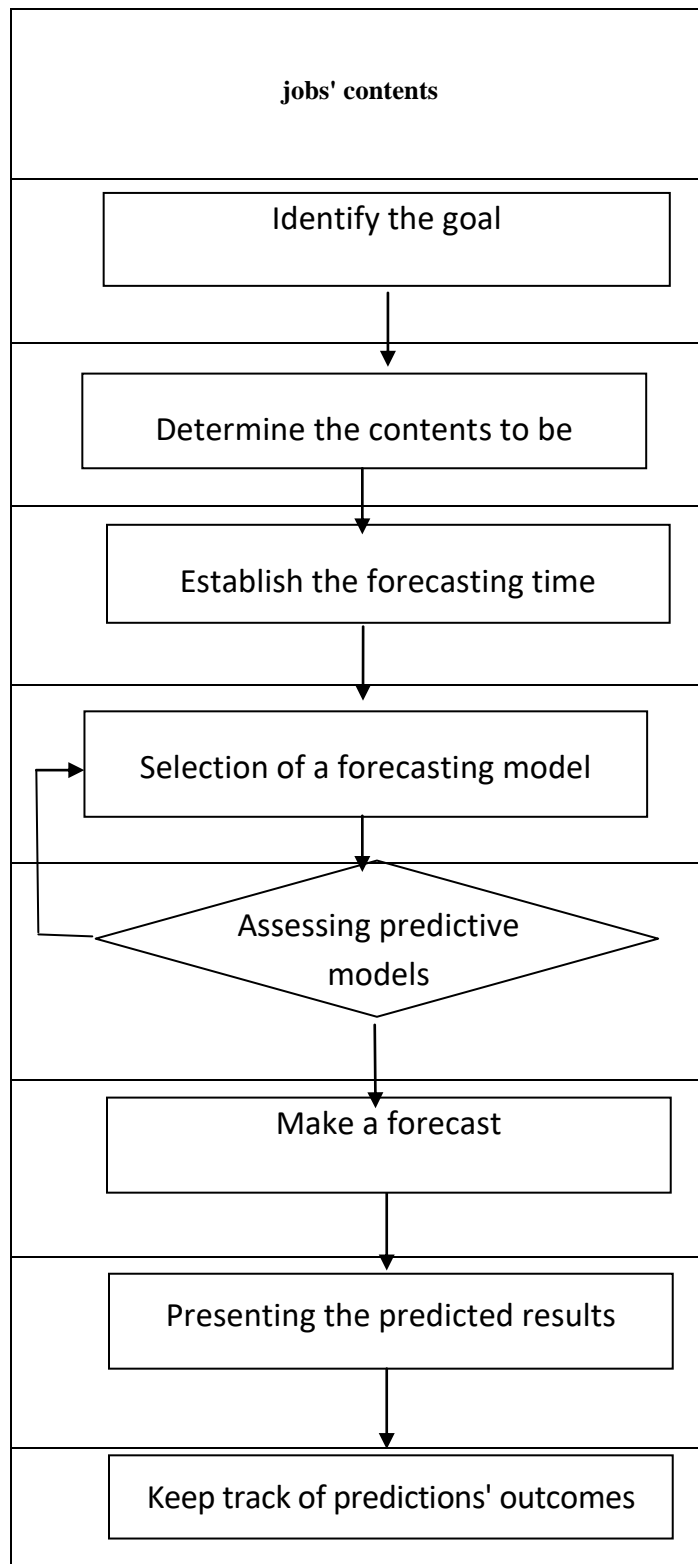 jobs' contents
Identify the goal
Determine the contents to be
Establish the forecasting time
Selection of a forecasting model
Assessing predictive
models
Make a forecast
Presenting the predicted results
Keep track of predictions' outcomes